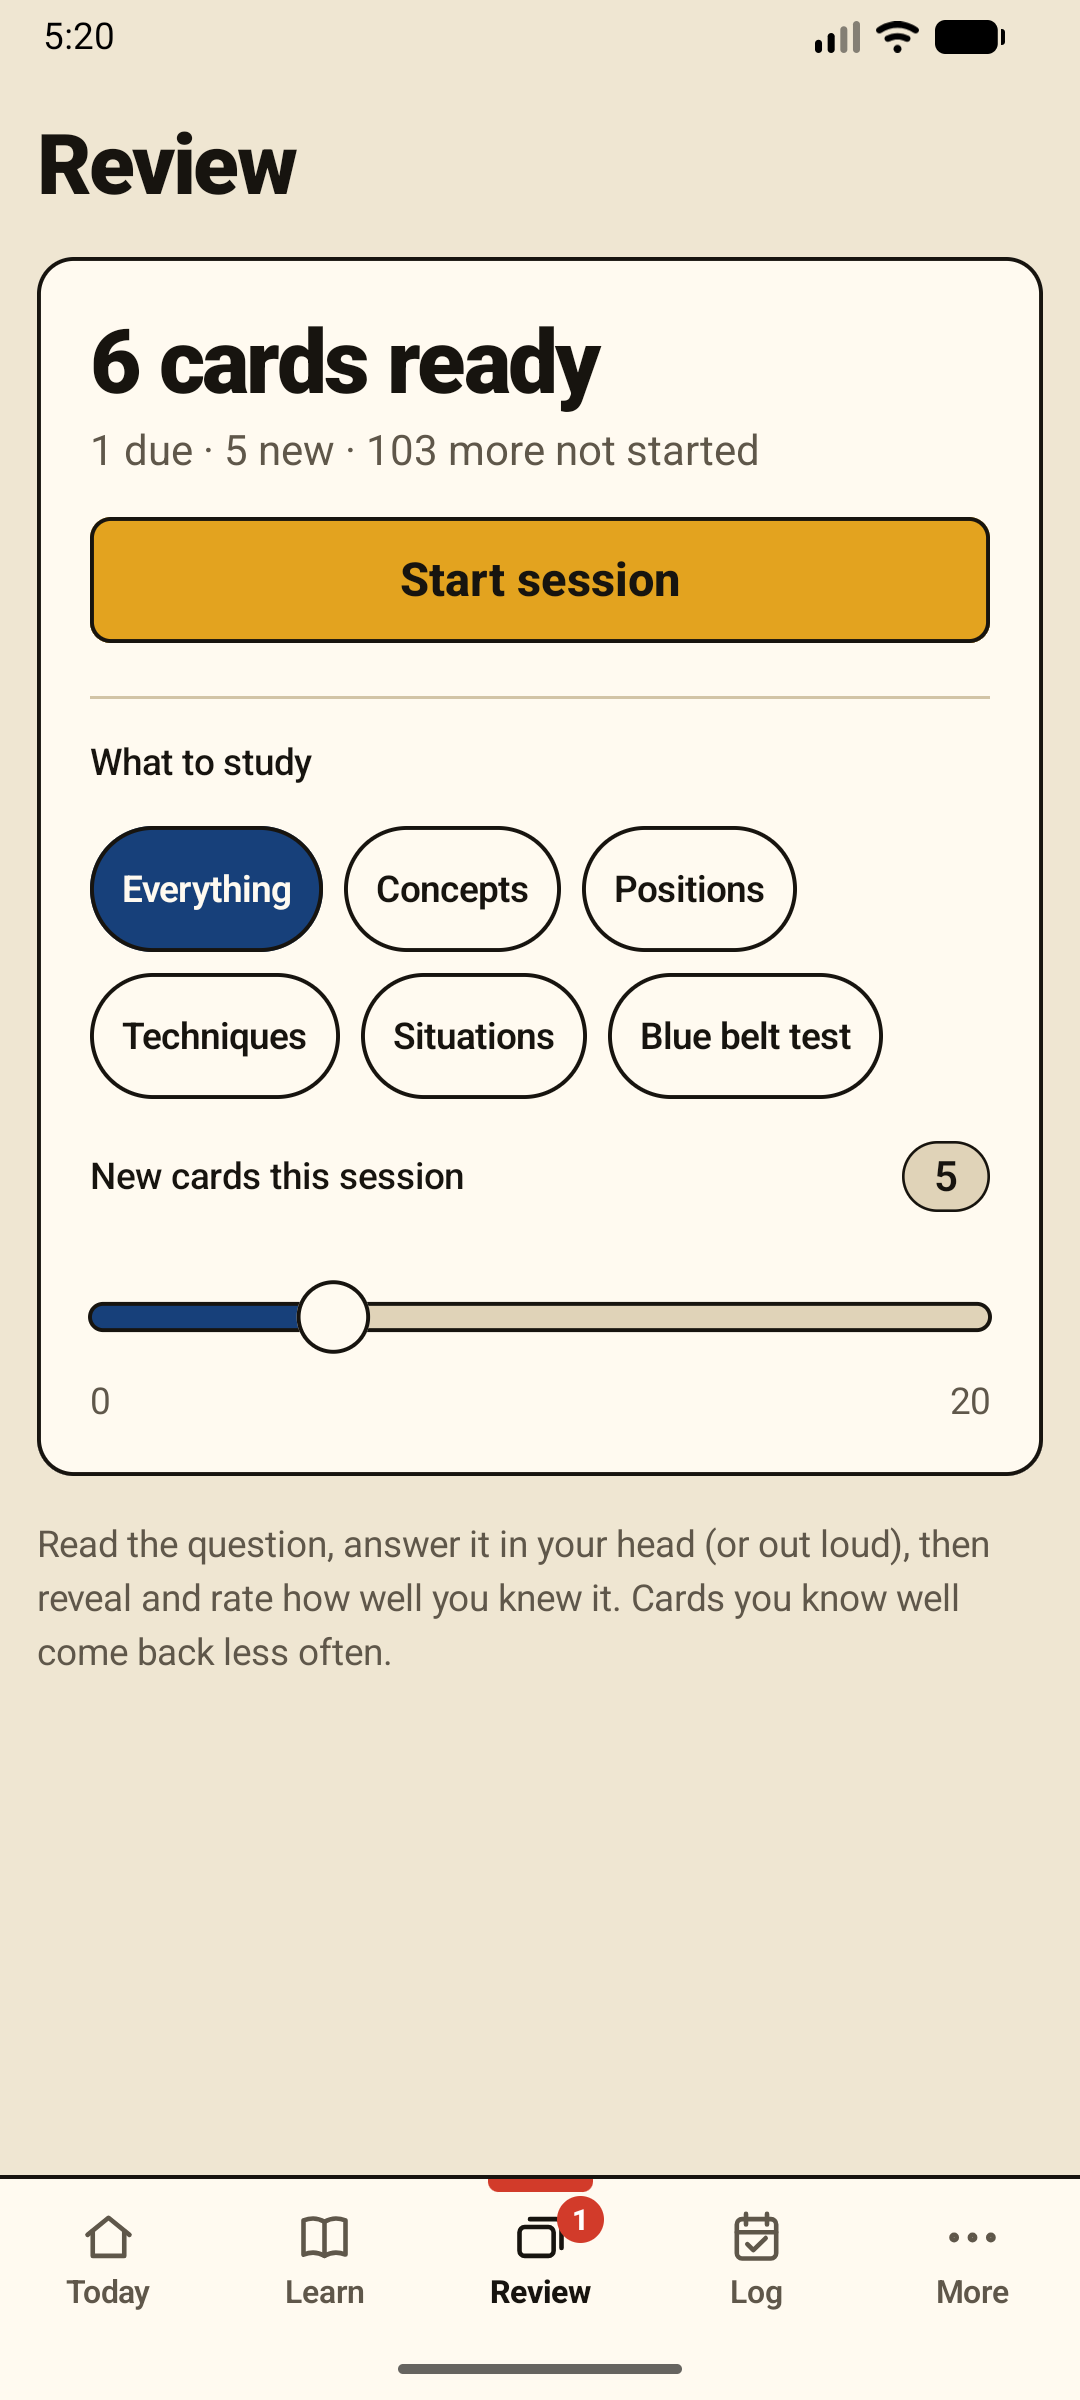 5:20
Review
6 cards ready
1 due · 5 new · 103 more not started
Start session
What to study
Everything
Concepts
Positions
Techniques
Situations
Blue belt test
New cards this session
5
0
20
Read the question, answer it in your head (or out loud), then
reveal and rate how well you knew it. Cards you know well
come back less often.
1
Today
Learn
Review
Log
More